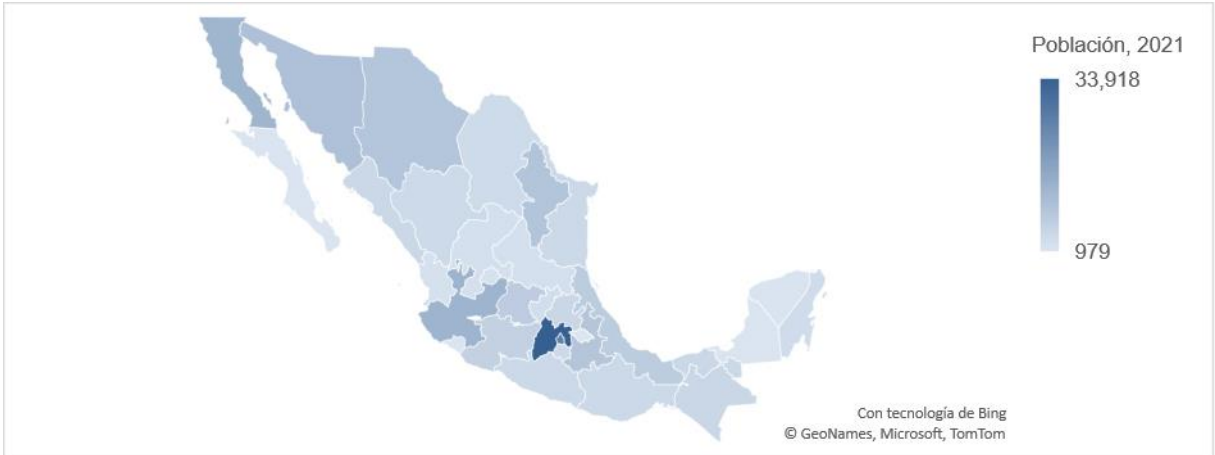 Población, 2021
33,918
979
Con tecnología de Bing
© GeoNames, Microsoft, TomTom